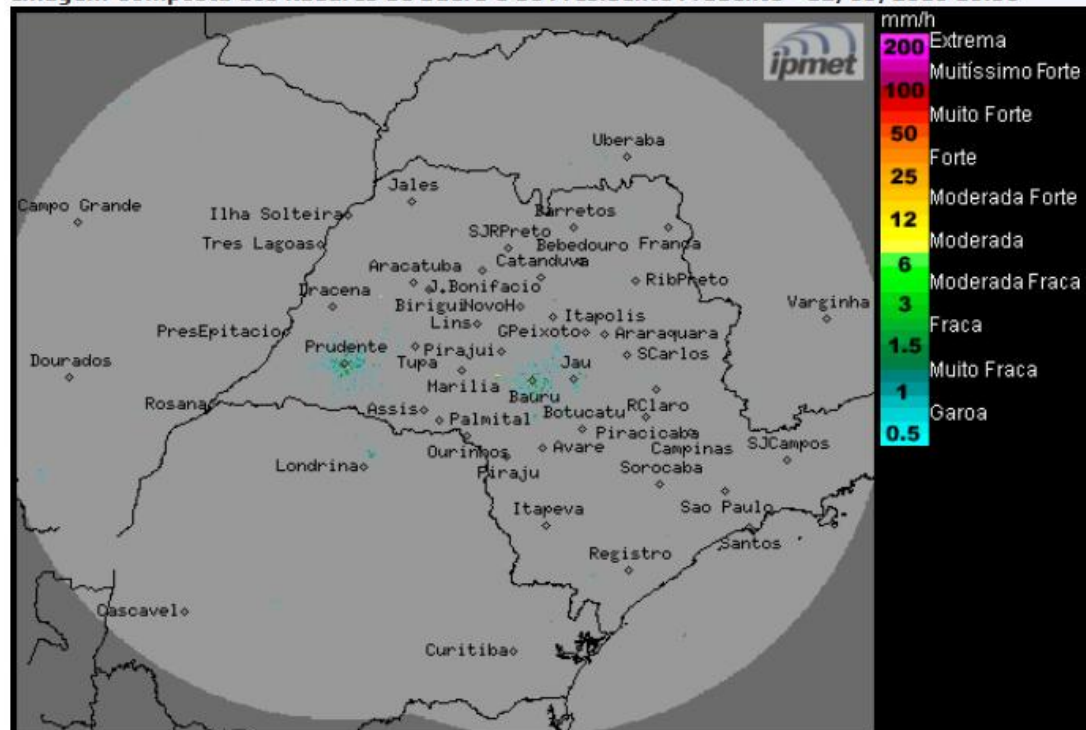 mm/h
200 Extrema
Muitíssimo Forte
100
Muito Forte
50
Forte
25
Moderada Forte
12
Moderada
6
Moderada Fraca
3
Fraca
1.5
Muito Fraca
1
Garoa
0.5
ipmet
Uberaba
Jales
Campo Grande
Ilha Solteira
Barretos
Tres Lagoas
SJRPreto
Bebedouro Franca
Aracatuba
Catanduva
J.Bonifacio
RibPreto
Dracena
Birigui
NovoH
Varginha
Lins
Itapolis
PresEpitacio
GPeixoto
Araraquara
Prudente
Tupa
Pirajui
Jau
SCarlos
Dourados
Marilia
Bauru
Rosana
Assis
Palmital
Botucatu
RClaro
Piracicaba
Ourinhos
Avare
Campinas
SJCampos
Londrina
Piraju
Sorocaba
Itapeva
Sao Paulo
Santos
Registro
Cascavel
Curitiba